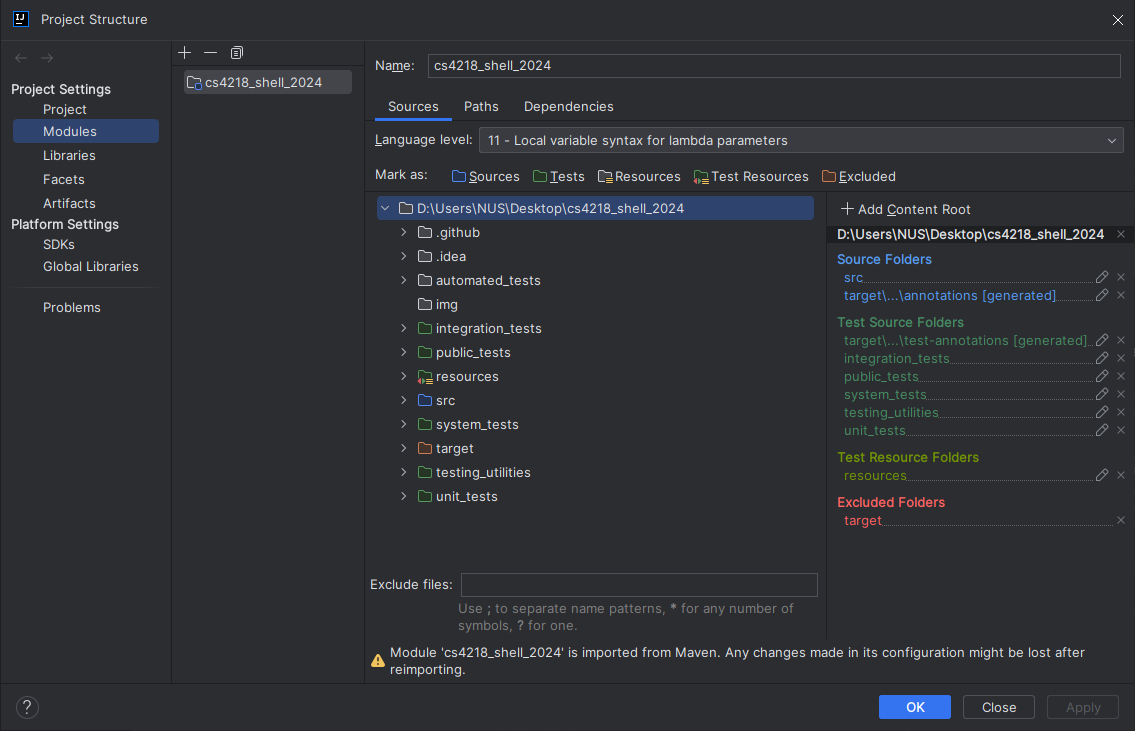 Project Structure
Project Settings
Project
Modules
Libraries
Facets
Artifacts
Platform Settings
SDKs
Global Libraries
Problems
cs4218_shell_2024
Name: cs4218_shell_2024
Sources Paths Dependencies
Language level: 11 - Local variable syntax for lambda parameters
Mark as: Sources Tests Resources Test Resources Excluded
D:\Users\NUS\Desktop\cs4218_shell_2024
.github
.idea
automated_tests
img
integration_tests
public_tests
resources
src
system_tests
target
testing_utilities
unit_tests
Exclude files:
Use ; to separate name patterns, * for any number of
symbols, ? for one.
+ Add Content Root
D:\Users\NUS\Desktop\cs4218_shell_2024
Source Folders
src
target\...\annotations [generated]
Test Source Folders
target\...\test-annotations [generated]
integration_tests
public_tests
system_tests
testing_utilities
unit_tests
Test Resource Folders
resources
Excluded Folders
target
Module 'cs4218_shell_2024' is imported from Maven. Any changes made in its configuration might be lost after
reimporting.
? OK Close Apply